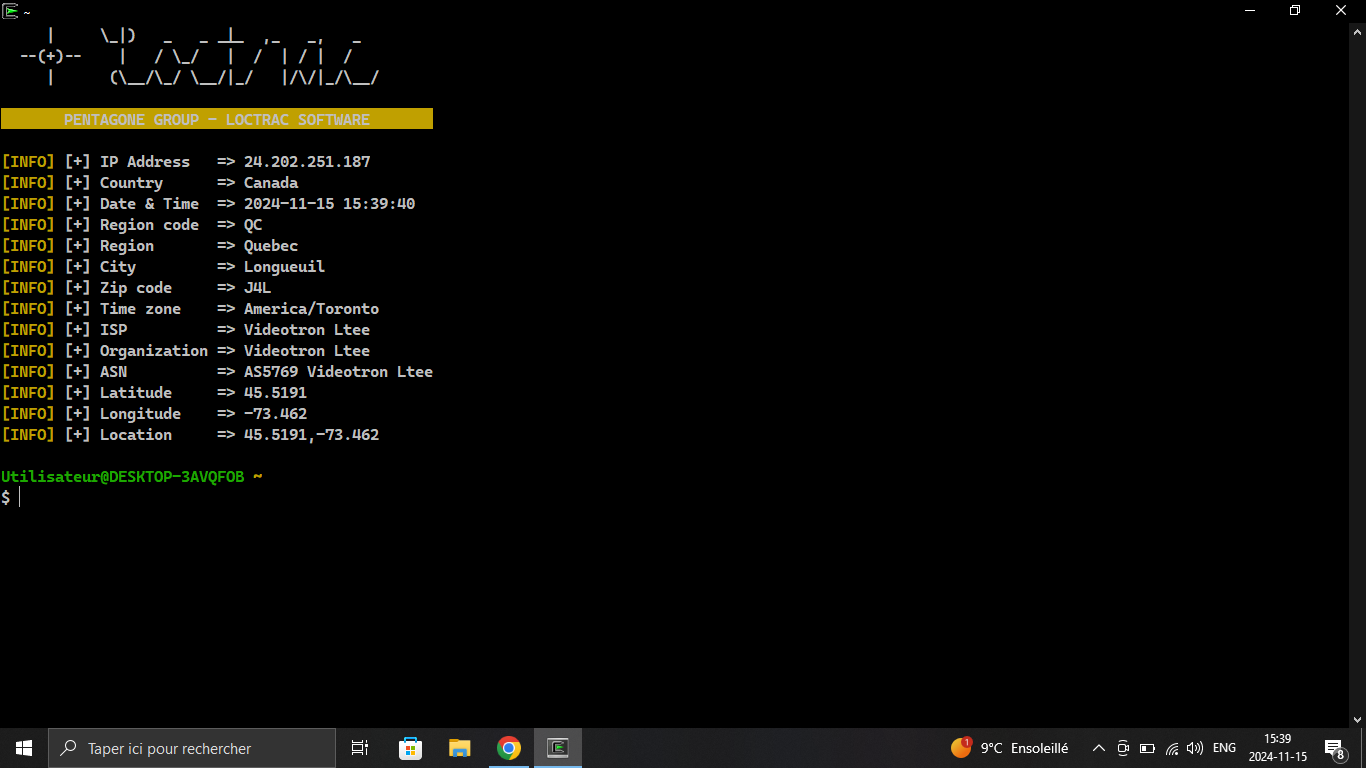 ~
PENTAGONE GROUP - LOCTRAC SOFTWARE
[INFO] [+] IP Address => 24.202.251.187
[INFO] [+] Country => Canada
[INFO] [+] Date & Time => 2024-11-15 15:39:40
[INFO] [+] Region code => QC
[INFO] [+] Region => Quebec
[INFO] [+] City => Longueuil
[INFO] [+] Zip code => J4L
[INFO] [+] Time zone => America/Toronto
[INFO] [+] ISP => Videotron Ltee
[INFO] [+] Organization => Videotron Ltee
[INFO] [+] ASN => AS5769 Videotron Ltee
[INFO] [+] Latitude => 45.5191
[INFO] [+] Longitude => -73.462
[INFO] [+] Location => 45.5191,-73.462
Utilisateur@DESKTOP-3AVQFOB ~
$
Taper ici pour rechercher
1
9°C Ensoleillé
ENG
15:39
2024-11-15
8